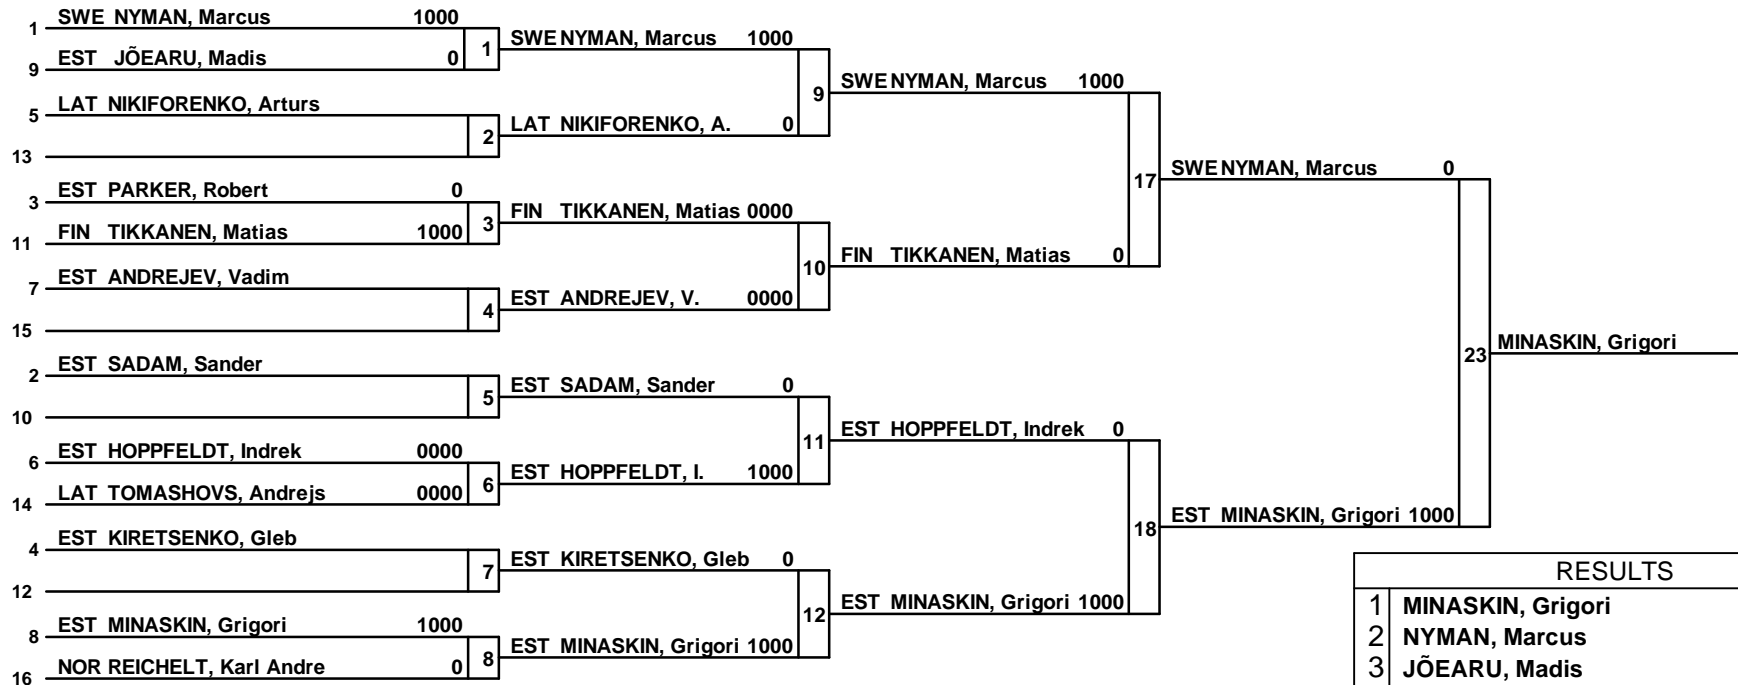 1 SWE NYMAN, Marcus 1000
9 EST JÕEARU, Madis 0
1
SWE NYMAN, Marcus 1000
5 LAT NIKIFORENKO, Arturs
13
2
LAT NIKIFORENKO, A. 0
9
SWE NYMAN, Marcus 1000
3 EST PARKER, Robert 0
11 FIN TIKKANEN, Matias 1000
3
FIN TIKKANEN, Matias 0000
7 EST ANDREJEV, Vadim
15
4
EST ANDREJEV, V. 0000
10
FIN TIKKANEN, Matias 0
17
SWE NYMAN, Marcus 0
2 EST SADAM, Sander
10
5
EST SADAM, Sander 0
6 EST HOPPFELDT, Indrek 0000
14 LAT TOMASHOVS, Andrejs 0000
6
EST HOPPFELDT, I. 1000
11
EST HOPPFELDT, Indrek 0
4 EST KIRETSENKO, Gleb
12
7
EST KIRETSENKO, Gleb 0
8 EST MINASKIN, Grigori 1000
16 NOR REICHELT, Karl Andre 0
8
EST MINASKIN, Grigori 1000
12
EST MINASKIN, Grigori 1000
18
EST MINASKIN, Grigori 1000
23
MINASKIN, Grigori
RESULTS
1 MINASKIN, Grigori
2 NYMAN, Marcus
3 JÕEARU, Madis